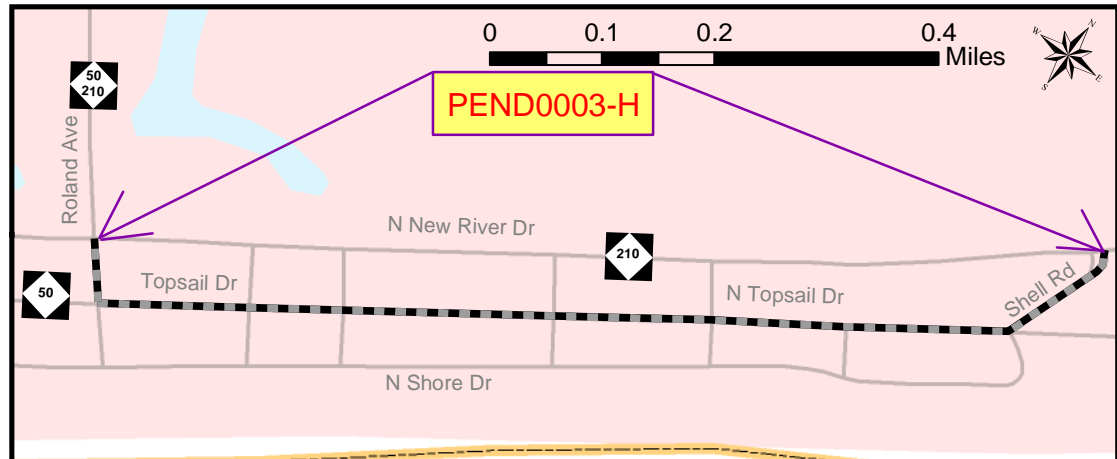 0 0.1 0.2 0.4
Miles
N
W
E
S
50
210
PEND0003-H
Roland Ave
N New River Dr
210
50
Topsail Dr
N Topsail Dr
Shell Rd
N Shore Dr